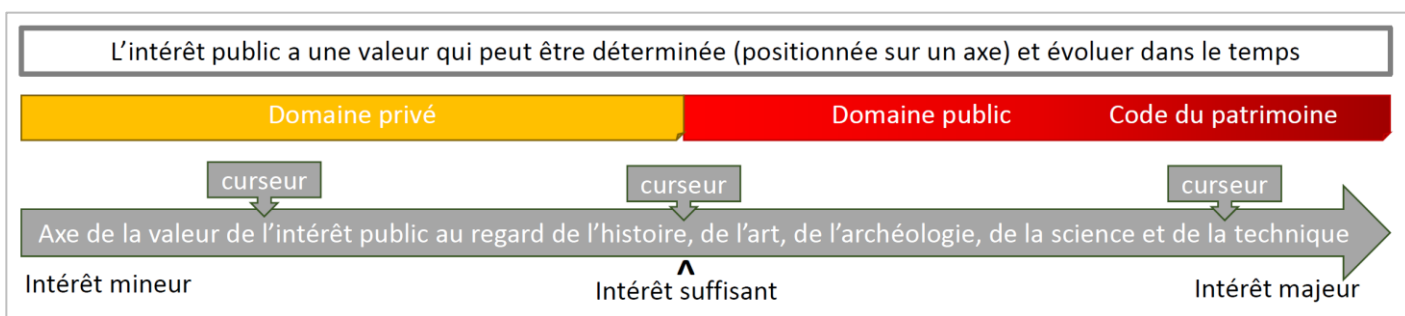 L'intérêt public a une valeur qui peut être déterminée (positionnée sur un axe) et évoluer dans le temps
Domaine privé Domaine public Code du patrimoine
curseur curseur curseur
Axe de la valeur de l'intérêt public au regard de l'histoire, de l'art, de l'archéologie, de la science et de la technique
^
Intérêt mineur Intérêt suffisant Intérêt majeur